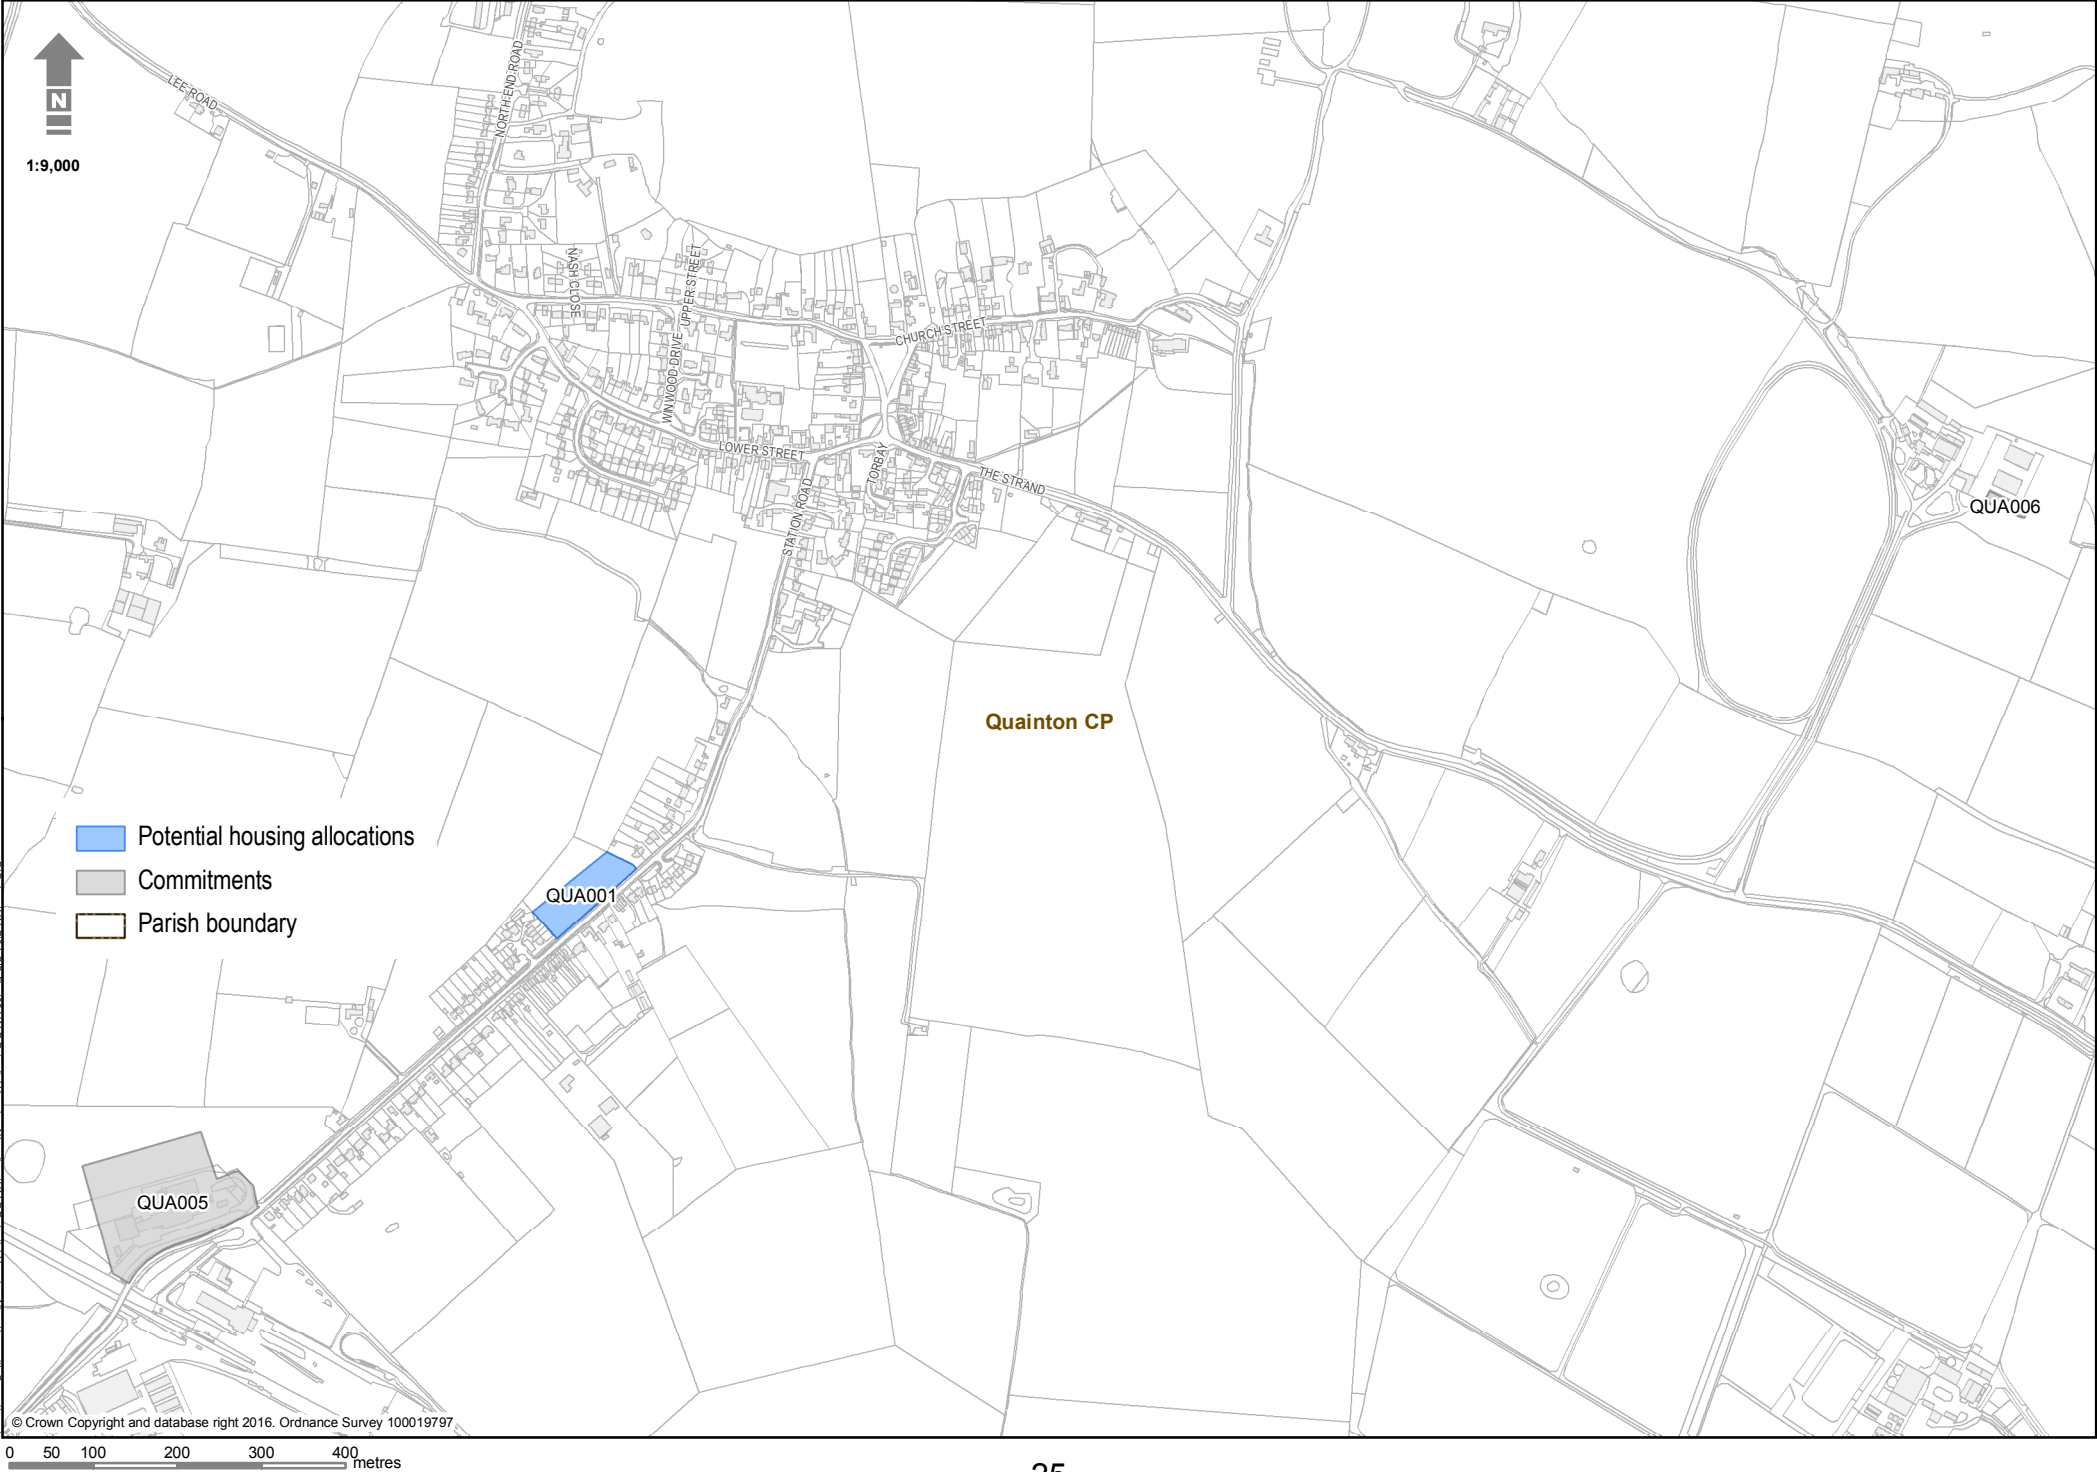 LEE ROAD
NORTH END ROAD
N
1:9,000
NASH CLOSE
UPPER STREET
CHURCH STREET
WINWOOD DRIVE
LOWER STREET
TORBAY
THE STRAND
STATION ROAD
QUA006
Quainton CP
Potential housing allocations
Commitments
Parish boundary
QUA001
QUA005
© Crown Copyright and database right 2016. Ordnance Survey 100019797
0 50 100 200 300 400 metres